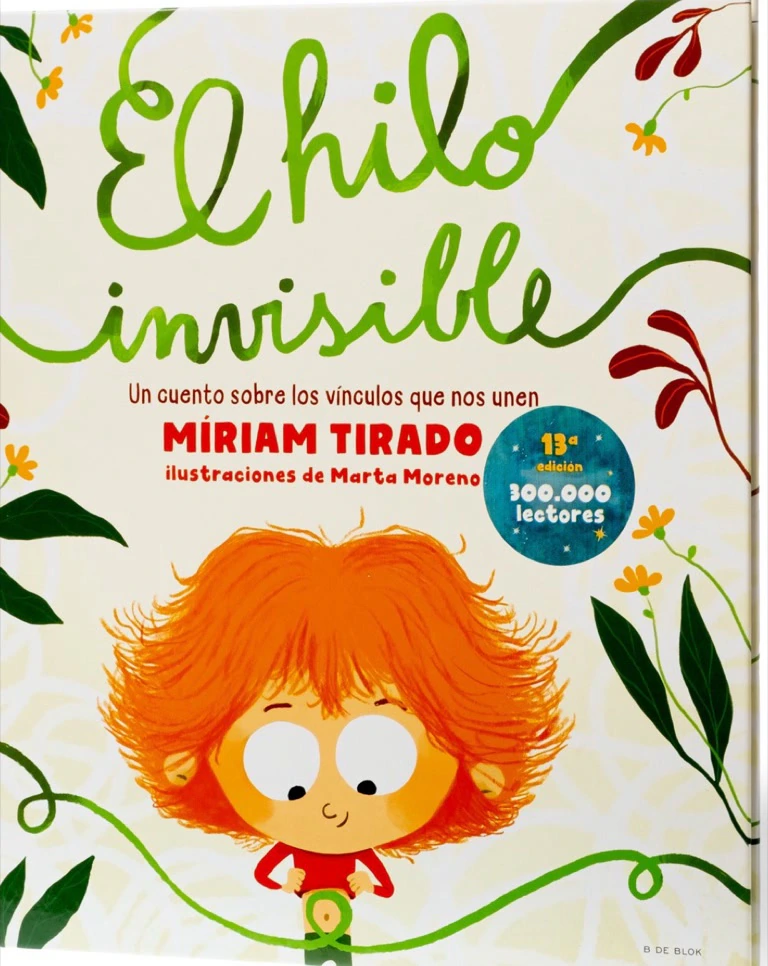 El hilo
invisible
Un cuento sobre los vínculos que nos unen
MÍRIAM TIRADO
ilustraciones de Marta Moreno
13ª
edición
300.000
lectores
B DE BLOK